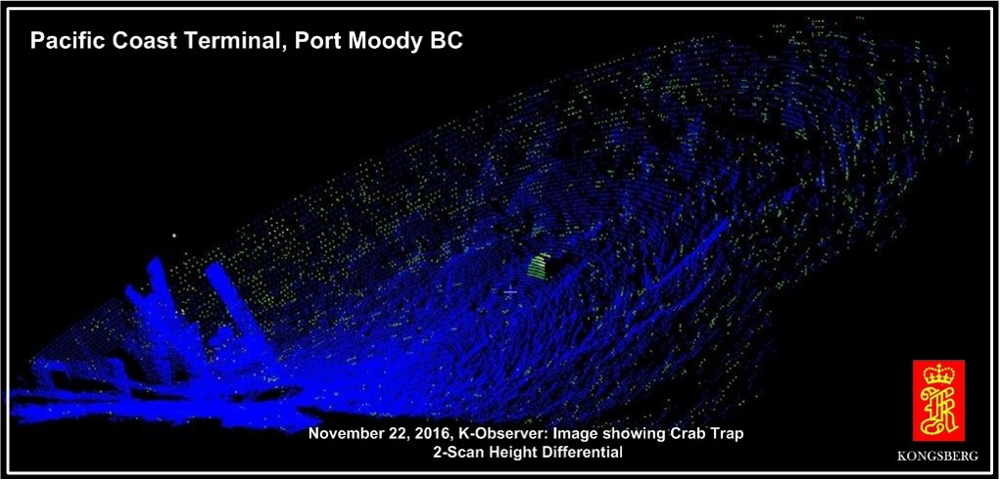 Pacific Coast Terminal, Port Moody BC
November 22, 2016, K-Observer: Image showing Crab Trap
2-Scan Height Differential
KONGSBERG